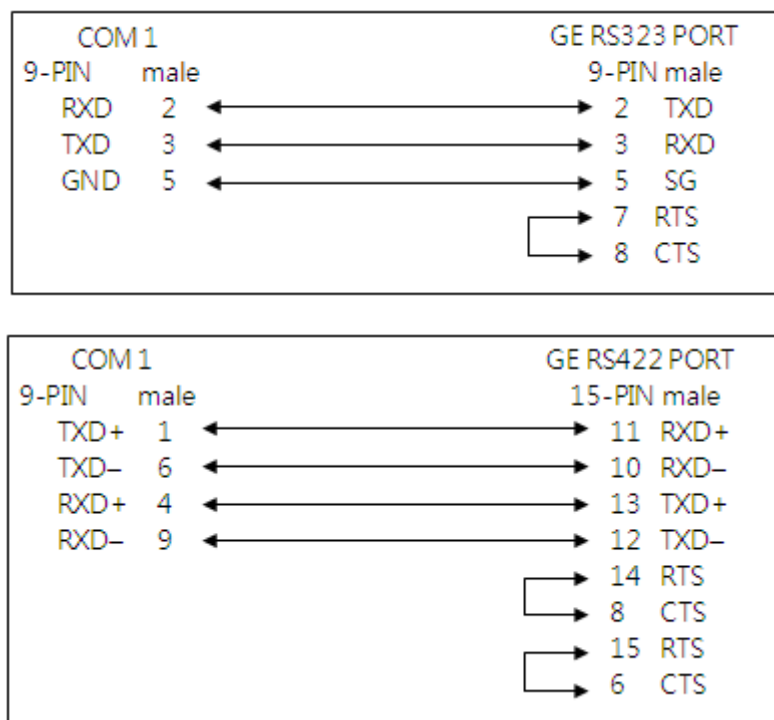 COM 1 GE RS323 PORT
9-PIN male 9-PIN male
RXD 2 2 TXD
TXD 3 3 RXD
GND 5 5 SG
7 RTS
8 CTS
COM 1 GE RS422 PORT
9-PIN male 15-PIN male
TXD+ 1 11 RXD+
TXD– 6 10 RXD–
RXD+ 4 13 TXD+
RXD– 9 12 TXD–
14 RTS
8 CTS
15 RTS
6 CTS